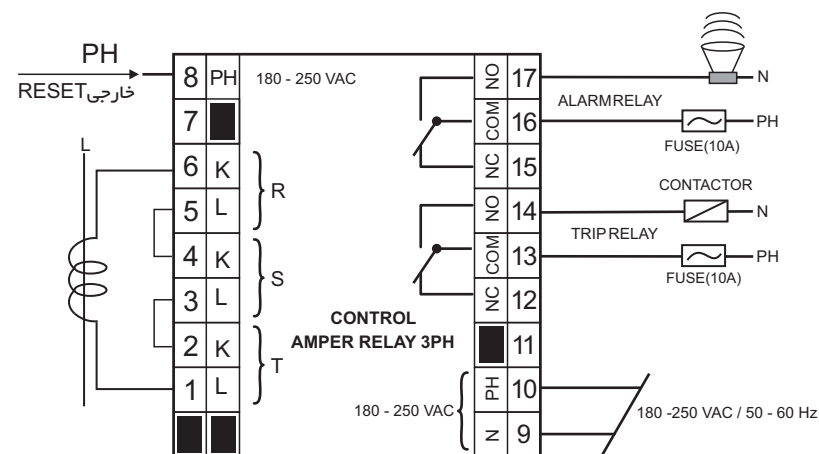 PH
RESETخارجی
8 PH 180 - 250 VAC
7
L
6 K
R
5 L
4 K
S
3 L
2 K
T
1 L
CONTROL
AMPER RELAY 3PH
NO 17 N
ALARMRELAY
COM 16 PH
FUSE(10A)
NC 15
CONTACTOR
NO 14 N
TRIPRELAY
COM 13 PH
FUSE(10A)
NC 12
11
PH 10
180 - 250 VAC
180 -250 VAC / 50 - 60 Hz
N 9